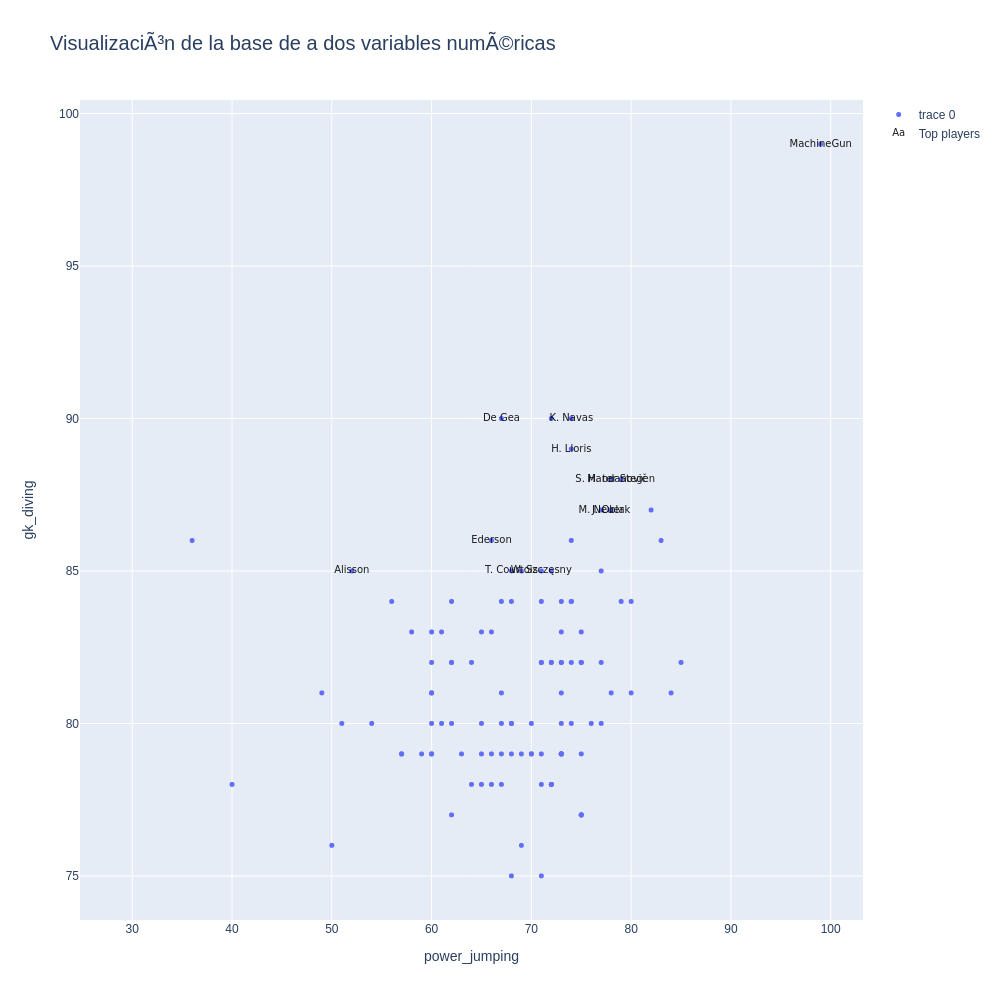 VisualizaciÃ³n de la base de a dos variables numÃ©ricas
trace 0
Aa Top players
100
95
90
85
80
75
gk_diving
MachineGun
De Gea
K. Navas
H. Lloris
Ederson
Alisson
30 40 50 60 70 80 90 100
power_jumping